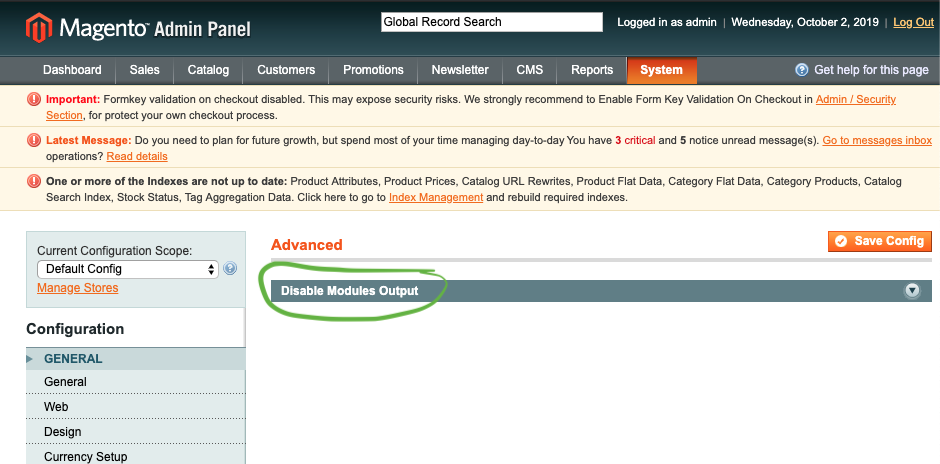 Magento™ Admin Panel
Global Record Search
Logged in as admin | Wednesday, October 2, 2019 | Log Out
Dashboard Sales Catalog Customers Promotions Newsletter CMS Reports System Get help for this page
Important: Formkey validation on checkout disabled. This may expose security risks. We strongly recommend to Enable Form Key Validation On Checkout in Admin / Security
Section, for protect your own checkout process.
Latest Message: Do you need to plan for future growth, but spend most of your time managing day-to-day You have 3 critical and 5 notice unread message(s). Go to messages inbox
operations? Read details
One or more of the Indexes are not up to date: Product Attributes, Product Prices, Catalog URL Rewrites, Product Flat Data, Category Flat Data, Category Products, Catalog
Search Index, Stock Status, Tag Aggregation Data. Click here to go to Index Management and rebuild required indexes.
Current Configuration Scope:
Default Config
Manage Stores
Configuration
GENERAL
General
Web
Design
Currency Setup
Advanced
Save Config
Disable Modules Output